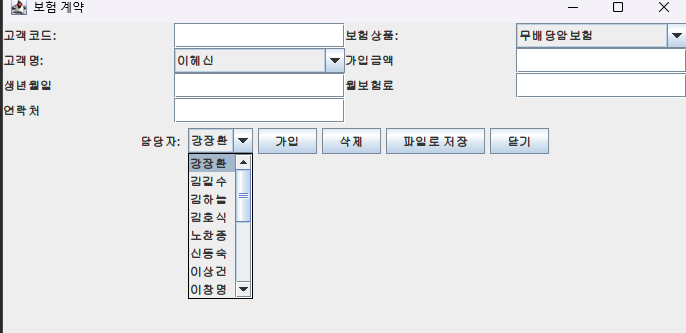 보험 계약
고객코드: 보험상품: 무배당암보험
고객명: 이혜신 가입금액
생년월일 월보험료
연락처
담당자: 강장환 가입 삭제 파일로 저장 닫기
강장환
김길수
김하늘
김호식
노찬종
신등숙
이상건
이창명